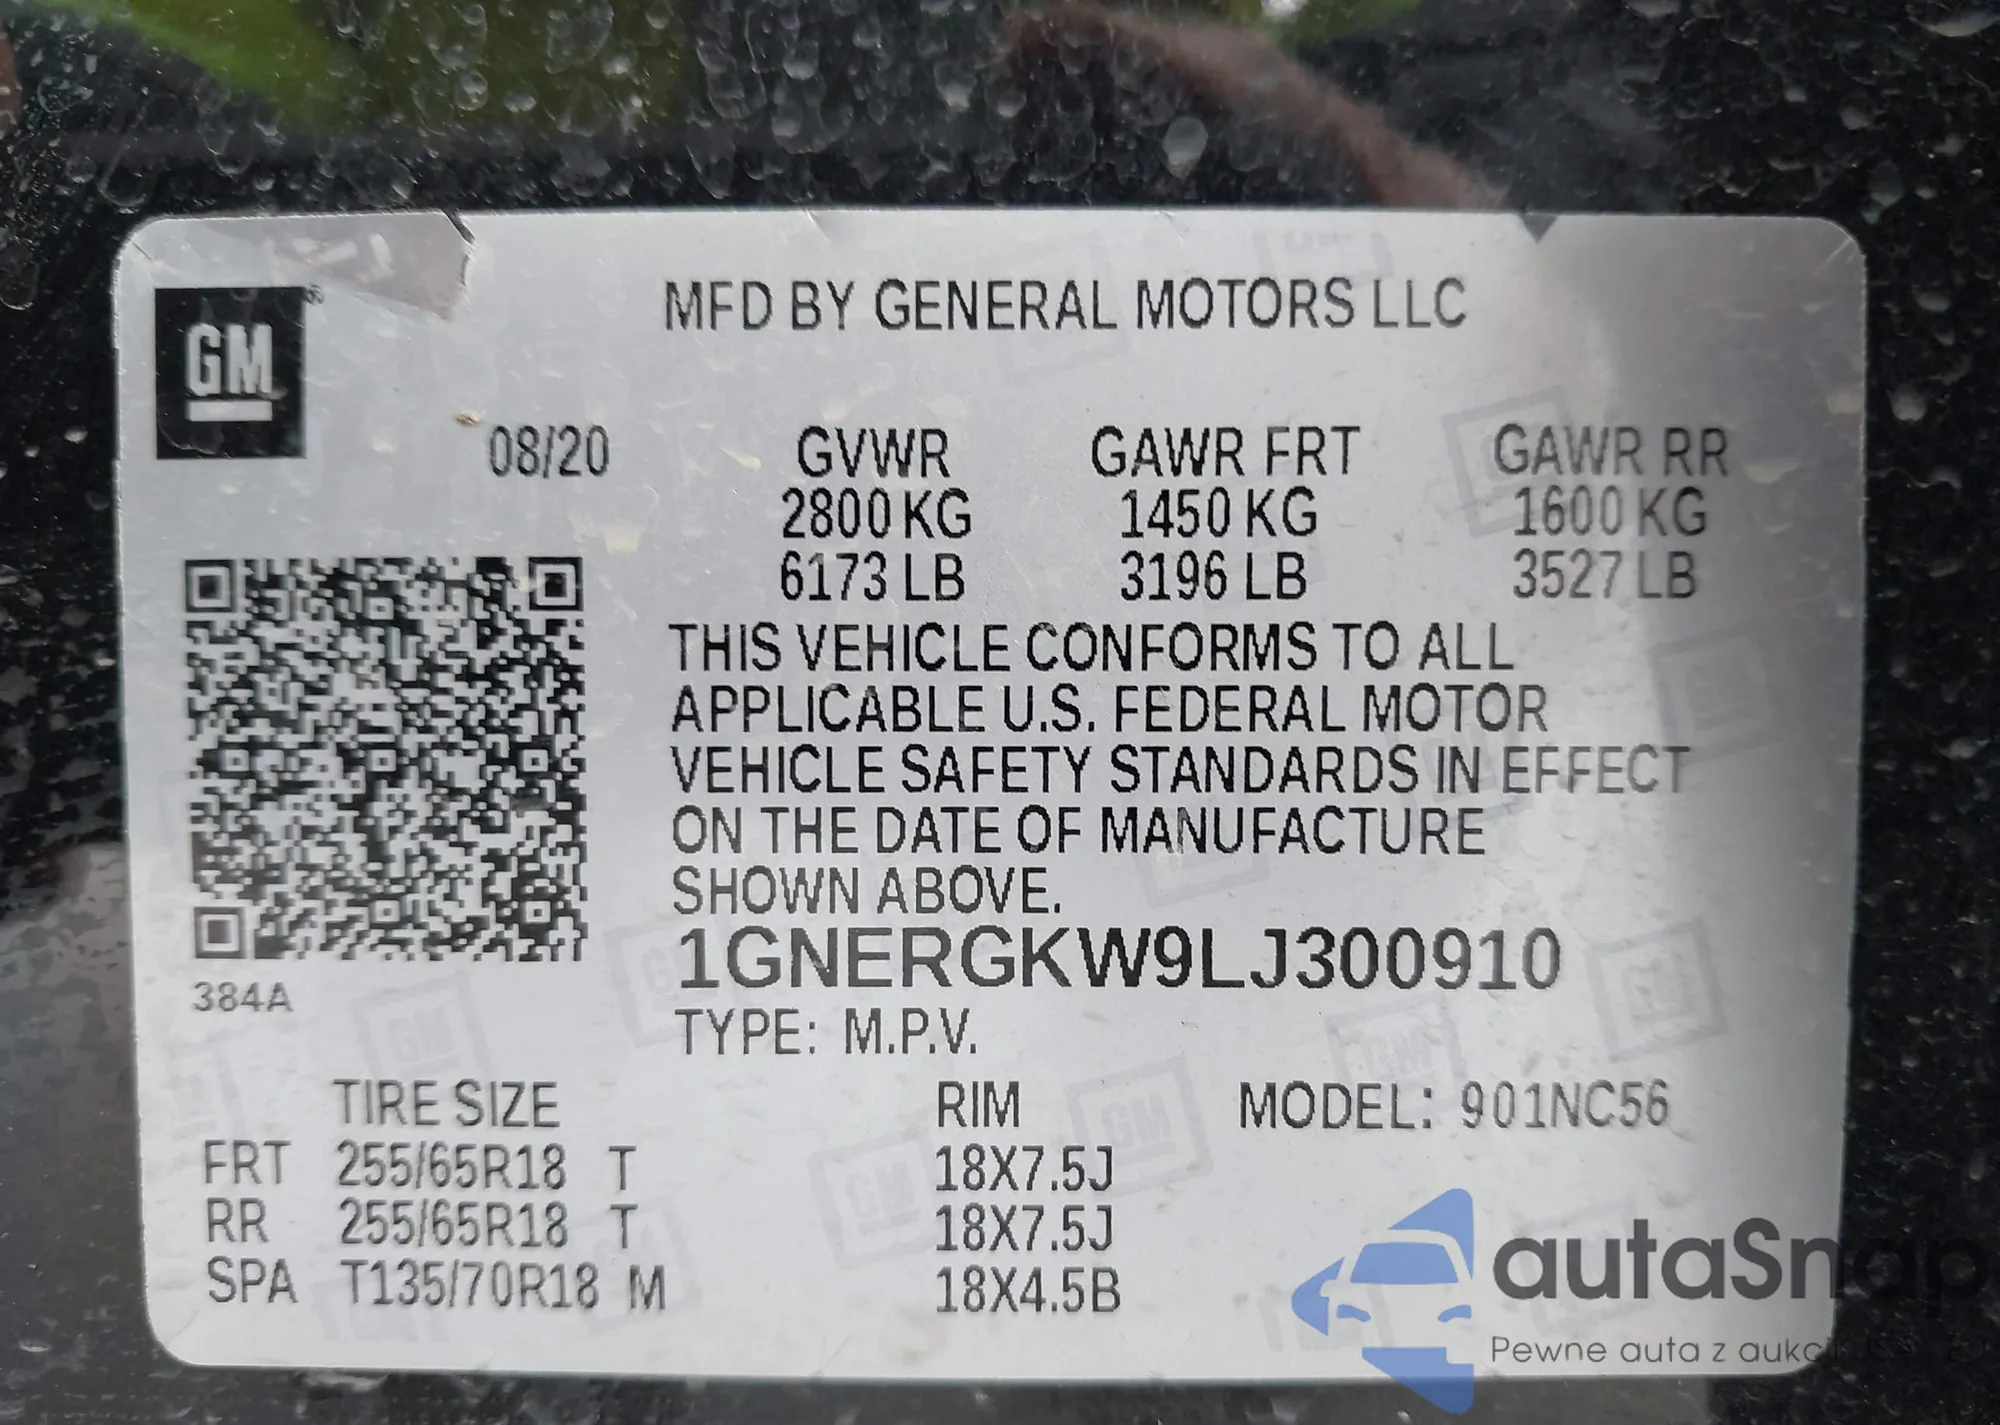 MFD BY GENERAL MOTORS LLC
GM
08/20 GVWR GAWR FRT GAWR RR
2800 KG 1450 KG 1600 KG
6173 LB 3196 LB 3527 LB
THIS VEHICLE CONFORMS TO ALL
APPLICABLE U.S. FEDERAL MOTOR
VEHICLE SAFETY STANDARDS IN EFFECT
ON THE DATE OF MANUFACTURE
SHOWN ABOVE.
1GNERGKW9LJ300910
384A
TYPE: M.P.V.
TIRE SIZE RIM MODEL: 901NC56
FRT 255/65R18 T 18X7.5J
RR 255/65R18 T 18X7.5J
SPA T135/70R18 M 18X4.5B
autaSnap
Pewne auta z